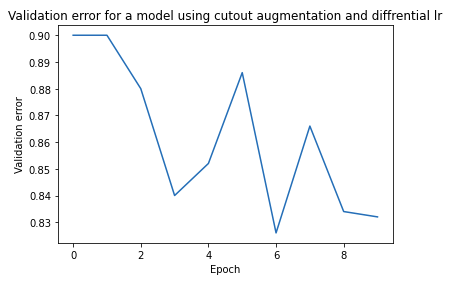 Validation error for a model using cutout augmentation and diffrential lr
0.90
0.89
0.88
0.87
0.86
0.85
0.84
0.83
Validation error
0 2 4 6 8
Epoch